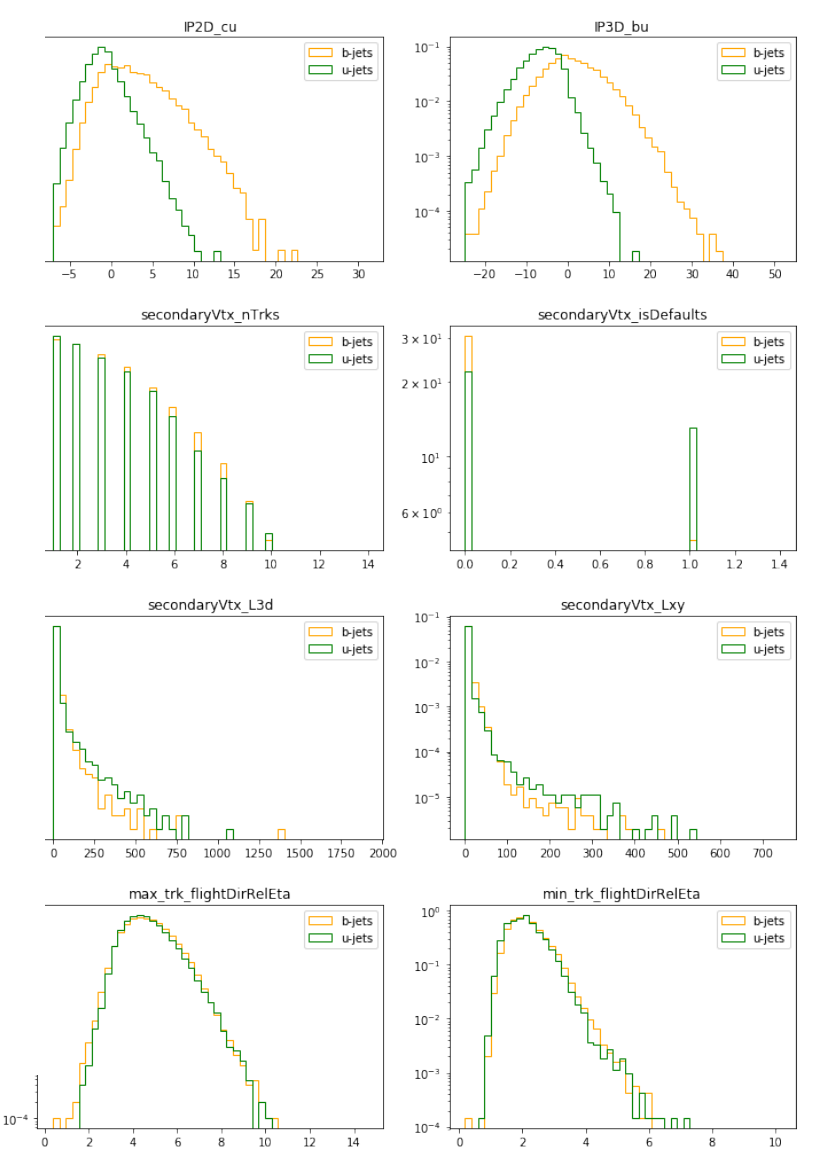 IP2D_cu
b-jets
u-jets
−5 0 5 10 15 20 25 30
IP3D_bu
10⁻¹
10⁻²
10⁻³
10⁻⁴
b-jets
u-jets
−20 −10 0 10 20 30 40 50
secondaryVtx_nTrks
b-jets
u-jets
2 4 6 8 10 12 14
secondaryVtx_isDefaults
3 × 10¹
2 × 10¹
10¹
6 × 10⁰
b-jets
u-jets
0.0 0.2 0.4 0.6 0.8 1.0 1.2 1.4
secondaryVtx_L3d
b-jets
u-jets
0 250 500 750 1000 1250 1500 1750 2000
secondaryVtx_Lxy
10⁻¹
10⁻²
10⁻³
10⁻⁴
10⁻⁵
b-jets
u-jets
0 100 200 300 400 500 600 700
max_trk_flightDirRelEta
b-jets
u-jets
10⁻⁴
0 2 4 6 8 10 12 14
min_trk_flightDirRelEta
10⁰
10⁻¹
10⁻²
10⁻³
10⁻⁴
b-jets
u-jets
0 2 4 6 8 10